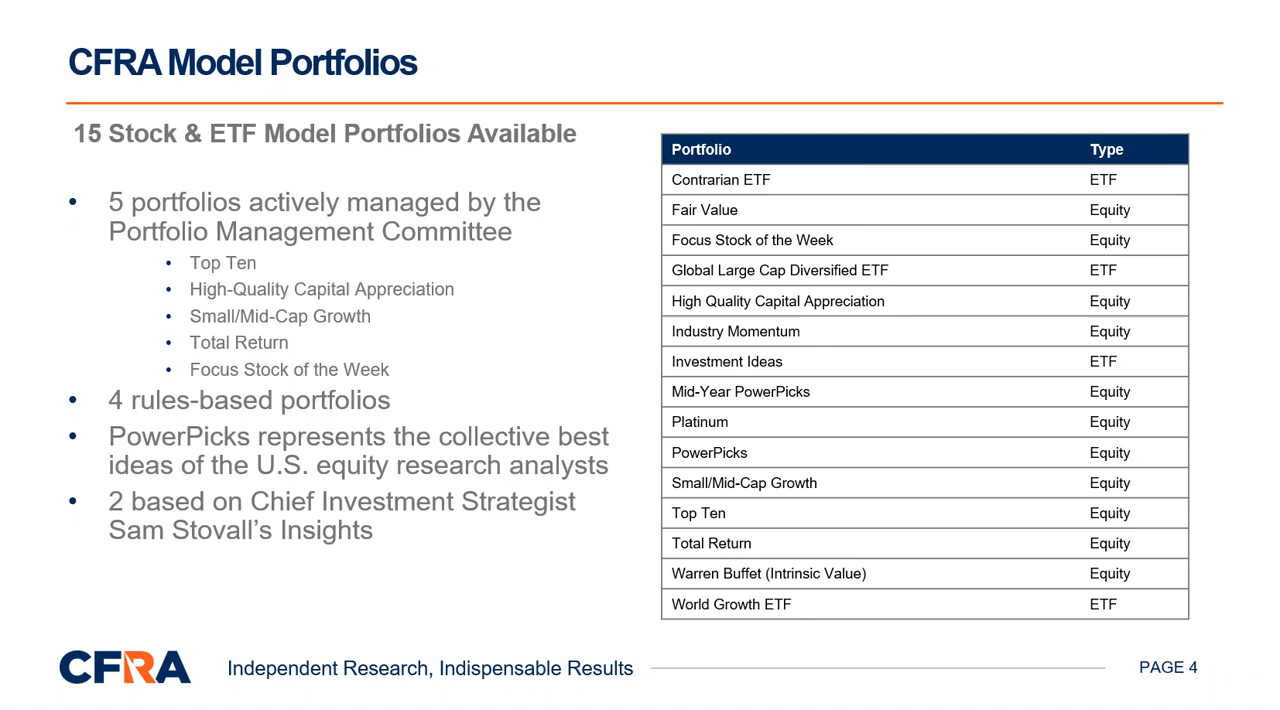 CFRA Model Portfolios
15 Stock & ETF Model Portfolios Available
• 5 portfolios actively managed by the
Portfolio Management Committee
• Top Ten
• High-Quality Capital Appreciation
• Small/Mid-Cap Growth
• Total Return
• Focus Stock of the Week
• 4 rules-based portfolios
• PowerPicks represents the collective best
ideas of the U.S. equity research analysts
• 2 based on Chief Investment Strategist
Sam Stovall’s Insights
Portfolio Type
Contrarian ETF ETF
Fair Value Equity
Focus Stock of the Week Equity
Global Large Cap Diversified ETF ETF
High Quality Capital Appreciation Equity
Industry Momentum Equity
Investment Ideas ETF
Mid-Year PowerPicks Equity
Platinum Equity
PowerPicks Equity
Small/Mid-Cap Growth Equity
Top Ten Equity
Total Return Equity
Warren Buffet (Intrinsic Value) Equity
World Growth ETF ETF
CFRA Independent Research, Indispensable Results PAGE 4